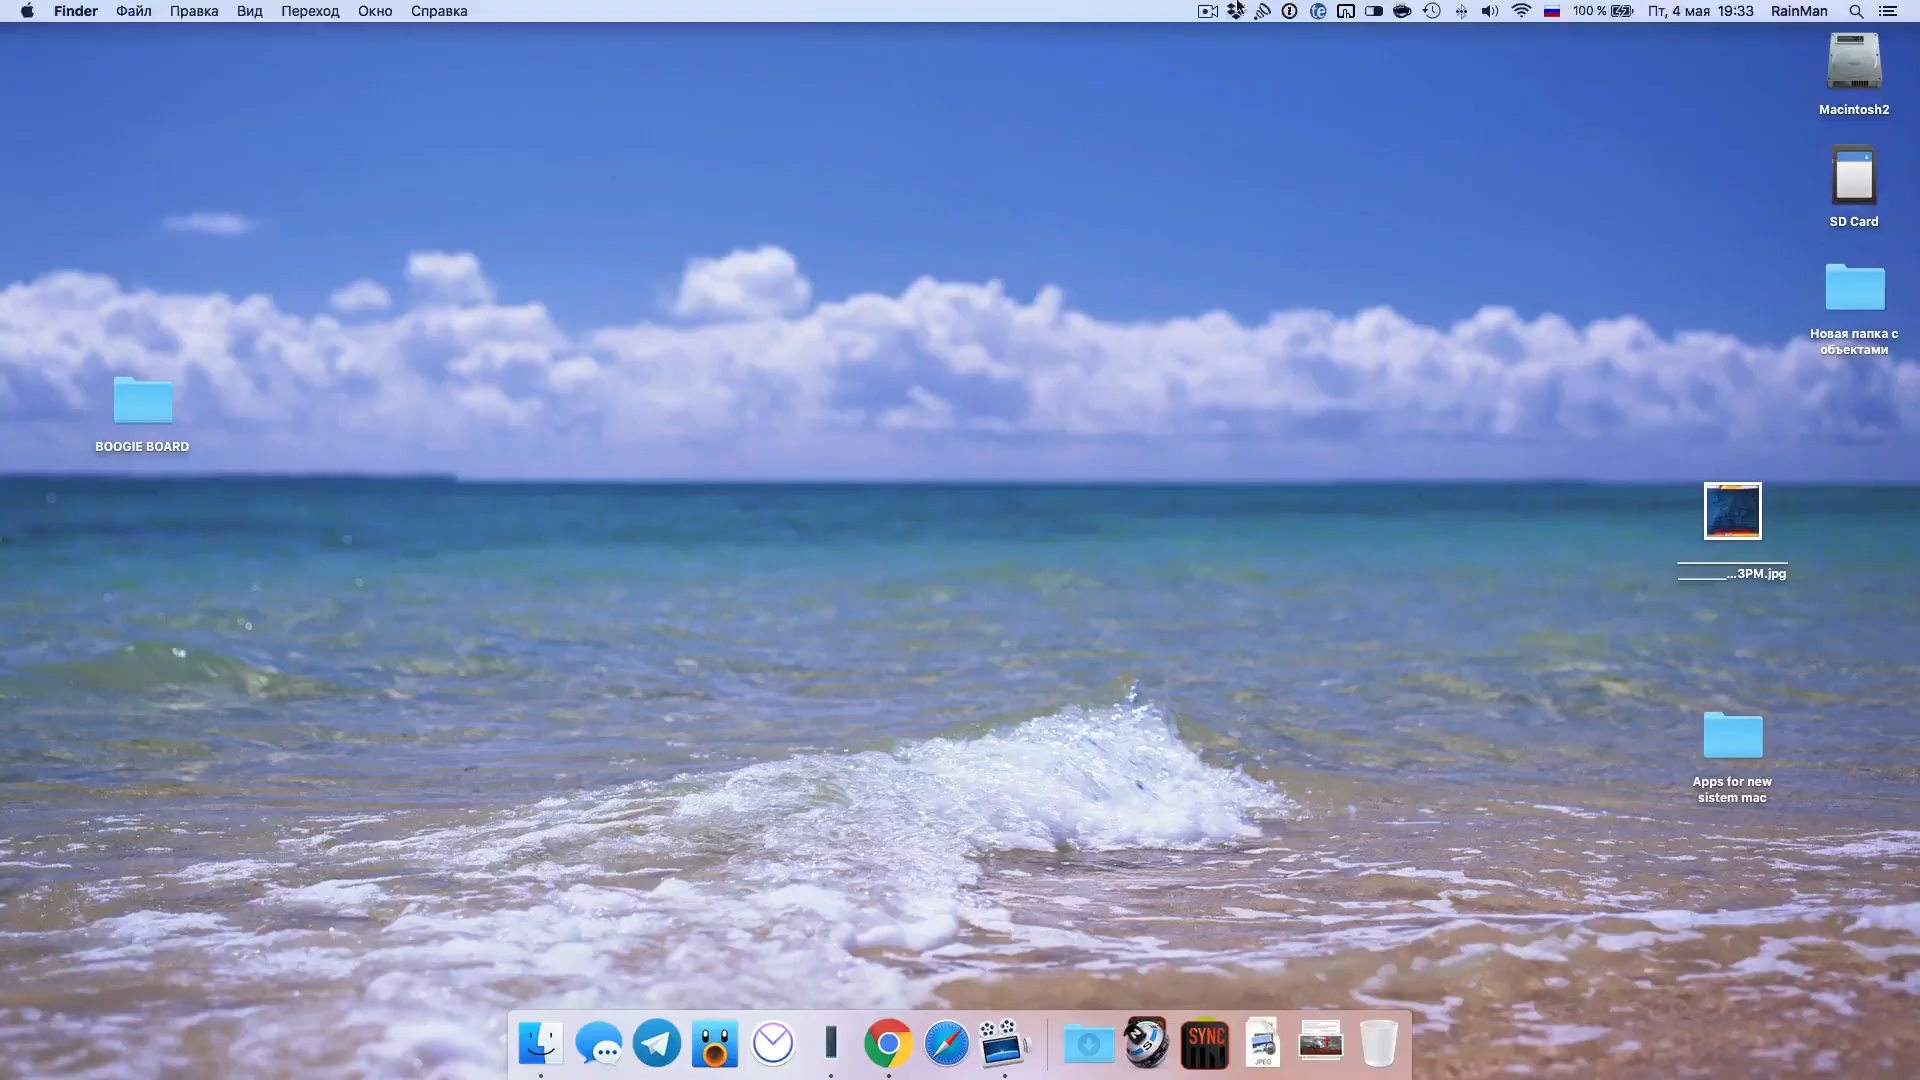 Finder Файл Правка Вид Переход Окно Справка 100 % Пт, 4 мая 19:33 RainMan
Macintosh2
SD Card
Новая папка с
объектами
BOOGIE BOARD
...3PM.jpg
Apps for new
sistem mac
SYNC
JPEG